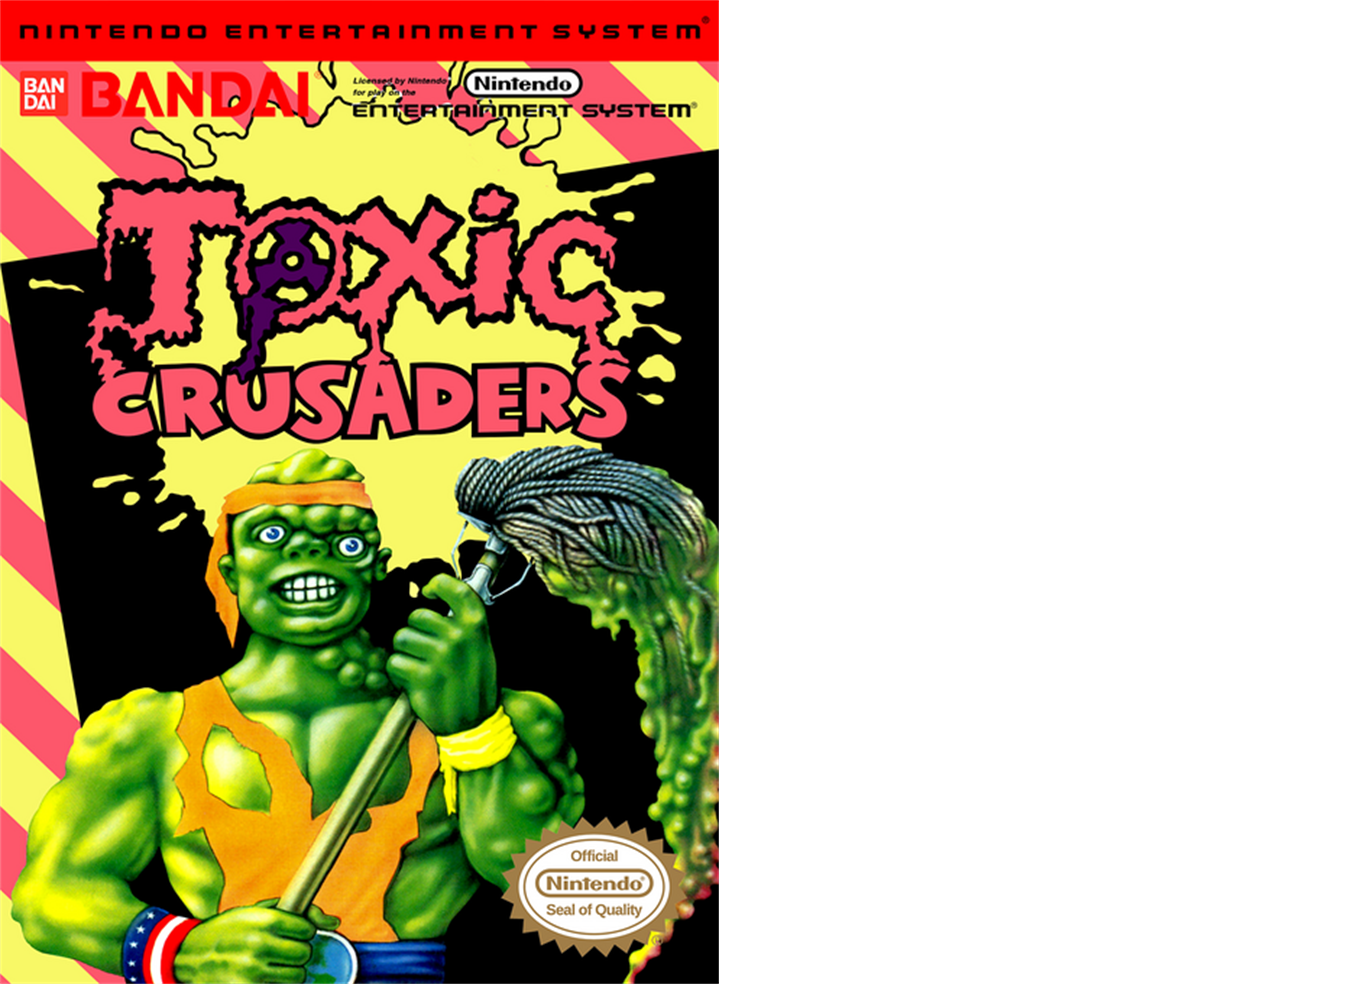 NINTENDO ENTERTAINMENT SYSTEM®
BAN
DAI
BANDAI®
Licensed by Nintendo
for play on the
Nintendo
ENTERTAINMENT SYSTEM®
TOXiC
CRUSADERS
Official
Nintendo®
Seal of Quality